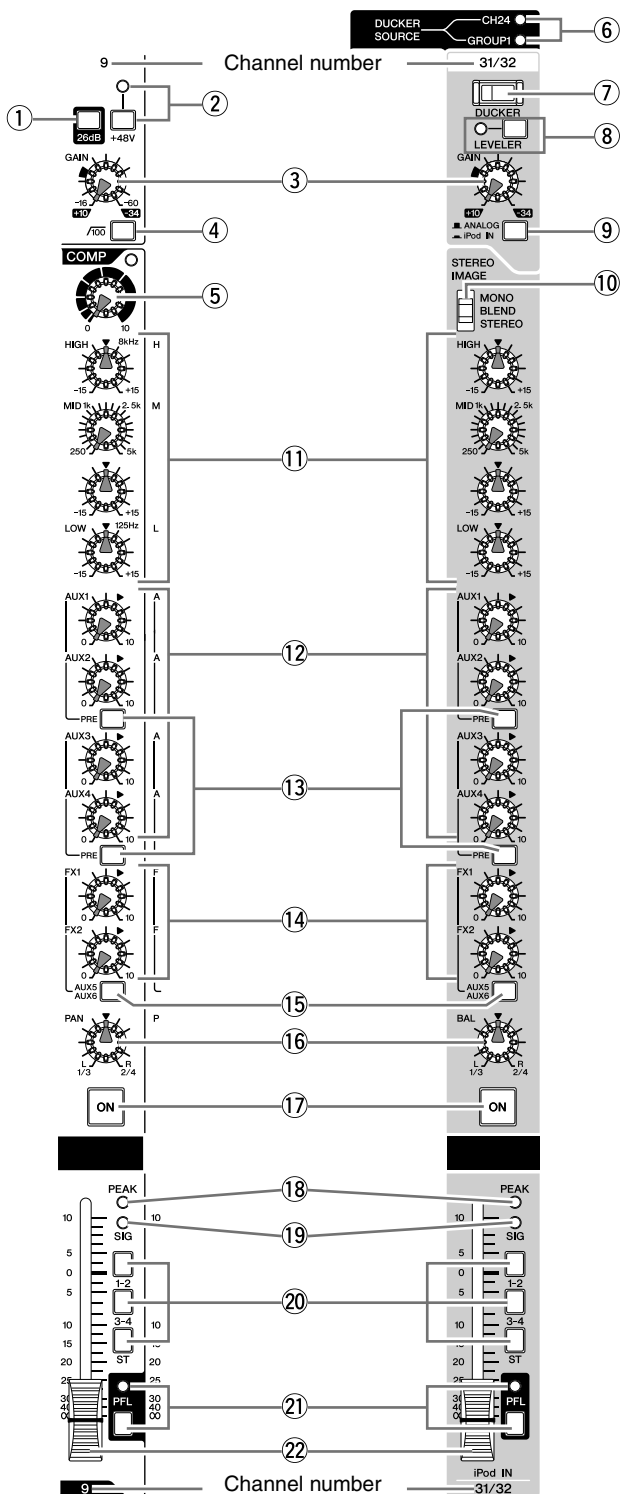 DUCKER SOURCE
CH24
GROUP1
⑥
9 Channel number 31/32
① ② ⑦
26dB +48V
DUCKER
⑧
LEVELER
GAIN ③ GAIN
-16 -60
+10 -34 +10 -34
/100 ④
ANALOG
iPod IN
⑨
COMP
⑤
0 10
STEREO IMAGE
⑩
MONO
BLEND
STEREO
HIGH 8kHz H HIGH
-15 +15 -15 +15
MID 1k 2.5k M MID 1k 2.5k
250 5k 250 5k
⑪
-15 +15 -15 +15
LOW 125Hz L LOW
-15 +15 -15 +15
AUX1 A AUX1
0 10 0 10
⑫
AUX2 A AUX2
0 10 0 10
PRE PRE
AUX3 A AUX3
0 10 0 10
⑬
AUX4 A AUX4
0 10 0 10
PRE PRE
FX1 F FX1
0 10 0 10
⑭
FX2 F FX2
0 10 0 10
AUX5 AUX5
AUX6 AUX6
⑮
PAN P BAL
⑯
L R L R
1/3 2/4 1/3 2/4
ON ⑰ ON
PEAK ⑱ PEAK
10 10 10
⑲
SIG SIG
5 5
0 0
1-2 1-2
5 ⑳ 5
3-4 3-4
10 10 10
15 15
ST ST
20 20 20
25 25 25
30 PFL 30 ㉑ 30 PFL
40 40 40
∞ ∞ ∞
㉒
iPod IN
9 Channel number 31/32